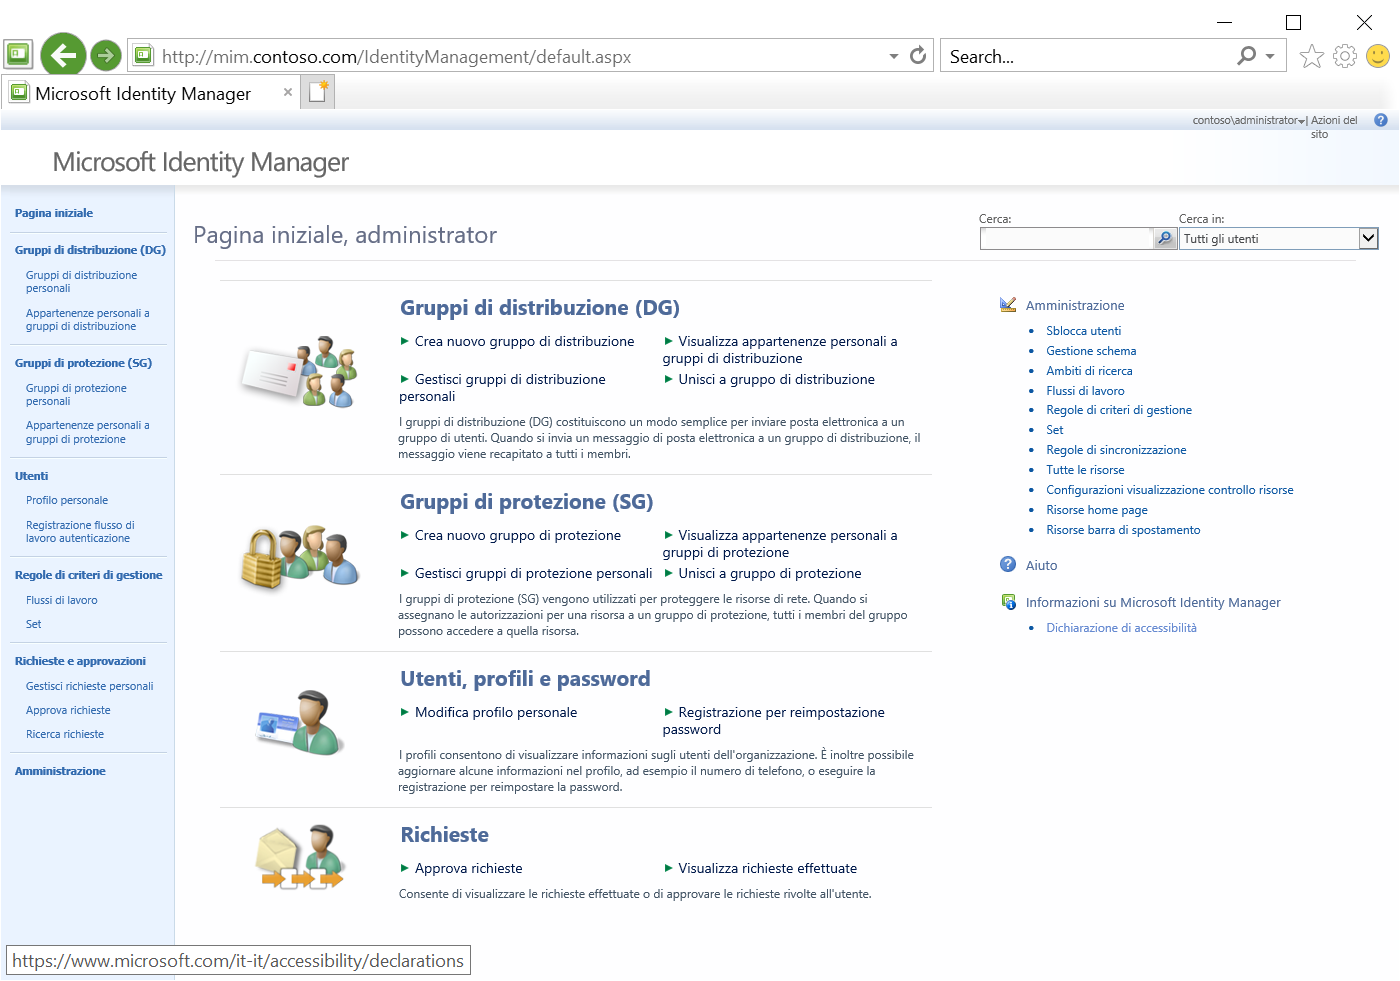 http://mim.contoso.com/IdentityManagement/default.aspx
Search...
Microsoft Identity Manager
contoso\administrator | Azioni del
sito
Microsoft Identity Manager
Pagina iniziale
Gruppi di distribuzione (DG)
Gruppi di distribuzione
personali
Appartenenze personali a
gruppi di distribuzione
Gruppi di protezione (SG)
Gruppi di protezione
personali
Appartenenze personali a
gruppi di protezione
Utenti
Profilo personale
Registrazione flusso di
lavoro autenticazione
Regole di criteri di gestione
Flussi di lavoro
Set
Richieste e approvazioni
Gestisci richieste personali
Approva richieste
Ricerca richieste
Amministrazione
Pagina iniziale, administrator
Cerca:
Cerca in:
Tutti gli utenti
Gruppi di distribuzione (DG)
Crea nuovo gruppo di distribuzione
Visualizza appartenenze personali a
gruppi di distribuzione
Gestisci gruppi di distribuzione
personali
Unisci a gruppo di distribuzione
I gruppi di distribuzione (DG) costituiscono un modo semplice per inviare posta elettronica a un
gruppo di utenti. Quando si invia un messaggio di posta elettronica a un gruppo di distribuzione, il
messaggio viene recapitato a tutti i membri.
Gruppi di protezione (SG)
Crea nuovo gruppo di protezione
Visualizza appartenenze personali a
gruppi di protezione
Gestisci gruppi di protezione personali
Unisci a gruppo di protezione
I gruppi di protezione (SG) vengono utilizzati per proteggere le risorse di rete. Quando si
assegnano le autorizzazioni per una risorsa a un gruppo di protezione, tutti i membri del gruppo
possono accedere a quella risorsa.
Utenti, profili e password
Modifica profilo personale
Registrazione per reimpostazione
password
I profili consentono di visualizzare informazioni sugli utenti dell'organizzazione. È inoltre possibile
aggiornare alcune informazioni nel profilo, ad esempio il numero di telefono, o eseguire la
registrazione per reimpostare la password.
Richieste
Approva richieste
Visualizza richieste effettuate
Consente di visualizzare le richieste effettuate o di approvare le richieste rivolte all'utente.
Amministrazione
Sblocca utenti
Gestione schema
Ambiti di ricerca
Flussi di lavoro
Regole di criteri di gestione
Set
Regole di sincronizzazione
Tutte le risorse
Configurazioni visualizzazione controllo risorse
Risorse home page
Risorse barra di spostamento
Aiuto
Informazioni su Microsoft Identity Manager
Dichiarazione di accessibilità
https://www.microsoft.com/it-it/accessibility/declarations